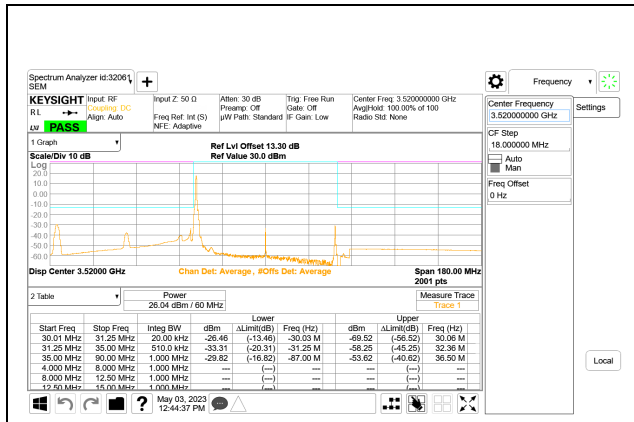 Spectrum Analyzer id:32061
SEM
+
Frequency
KEYSIGHT
RL
LXI
PASS
Input: RF
Coupling: DC
Align: Auto
Input Z: 50 Ω
Freq Ref: Int (S)
NFE: Adaptive
Atten: 30 dB
Preamp: Off
µW Path: Standard
Trig: Free Run
Gate: Off
IF Gain: Low
Center Freq: 3.520000000 GHz
Avg|Hold: 100.00% of 100
Radio Std: None
Center Frequency
3.520000000 GHz
Settings
CF Step
18.000000 MHz
Auto
Man
Freq Offset
0 Hz
Local
1 Graph
Scale/Div 10 dB
Ref Lvl Offset 13.30 dB
Ref Value 30.0 dBm
Log
20.0
10.0
0.00
-10.0
-20.0
-30.0
-40.0
-50.0
-60.0
Disp Center 3.52000 GHz
Chan Det: Average, #Offs Det: Average
Span 180.00 MHz
2001 pts
2 Table
Power
26.04 dBm / 60 MHz
Measure Trace
Trace 1
Lower Upper
Start Freq Stop Freq Integ BW dBm ΔLimit(dB) Freq (Hz) dBm ΔLimit(dB) Freq (Hz)
30.01 MHz 31.25 MHz 20.00 kHz -26.46 (-13.46) -30.03 M -69.52 (-56.52) 30.06 M
31.25 MHz 35.00 MHz 510.0 kHz -33.31 (-20.31) -31.25 M -58.25 (-45.25) 32.36 M
35.00 MHz 90.00 MHz 1.000 MHz -29.82 (-16.82) -87.00 M -53.62 (-40.62) 36.50 M
4.000 MHz 8.000 MHz 1.000 MHz --- (---) --- --- (---) ---
8.000 MHz 12.50 MHz 1.000 MHz --- (---) --- --- (---) ---
12.50 MHz 15.00 MHz 1.000 MHz --- (---) --- --- (---) ---
?
May 03, 2023
12:44:37 PM